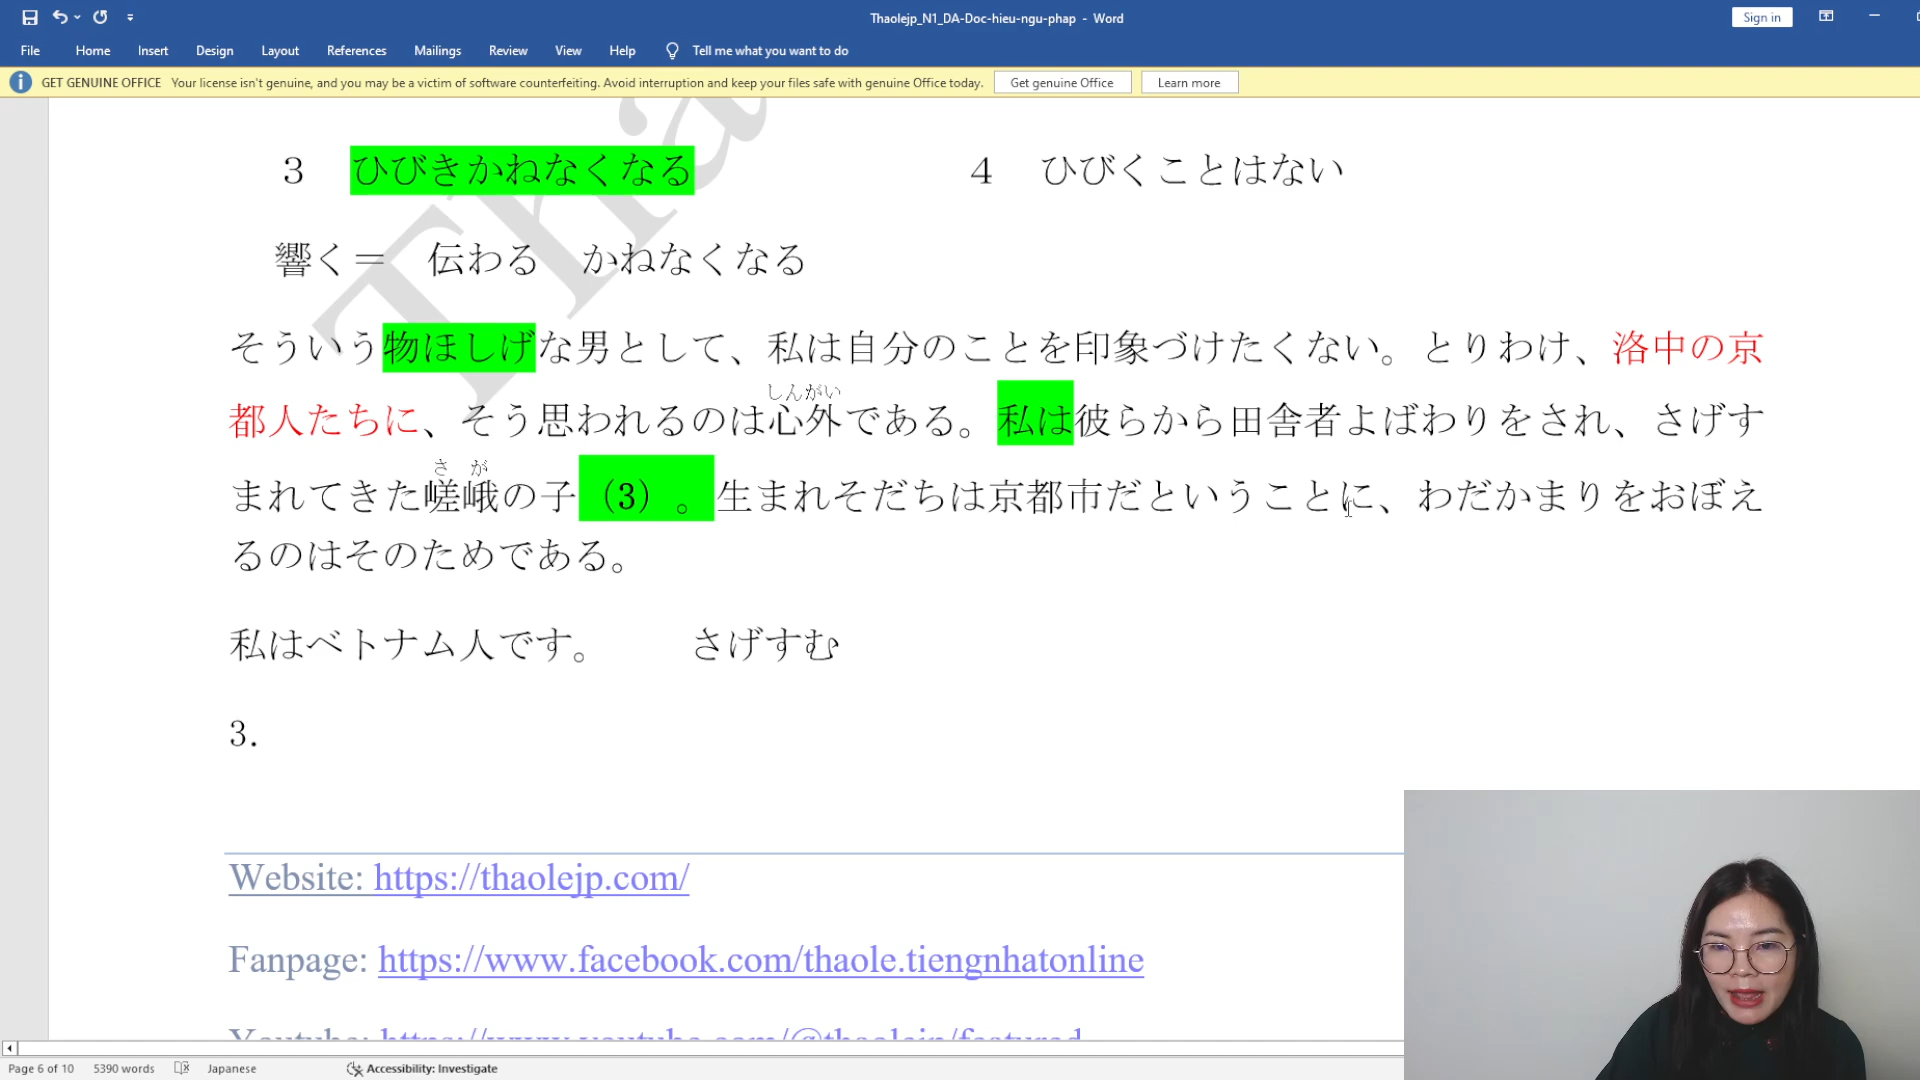 Thaolejp_N1_DA-Doc-hieu-ngu-phap - Word
Sign in
File Home Insert Design Layout References Mailings Review View Help Tell me what you want to do
GET GENUINE OFFICE Your license isn't genuine, and you may be a victim of software counterfeiting. Avoid interruption and keep your files safe with genuine Office today. Get genuine Office Learn more
3 ひびきかねなくなる 4 ひびくことはない
響く＝ 伝わる かねなくなる
そういう物ほしげな男として、私は自分のことを印象づけたくない。とりわけ、洛中の京
しんがい
都人たちに、そう思われるのは心外である。私は彼らから田舎者よばわりをされ、さげす
さが
まれてきた嵯峨の子（3）。生まれそだちは京都市だということに、わだかまりをおぼえ
るのはそのためである。
私はベトナム人です。 さげすむ
3.
Website: https://thaolejp.com/
Fanpage: https://www.facebook.com/thaole.tiengnhatonline
Youtube: https://www.youtube.com/@thaolejp/featured
Page 6 of 10 5390 words Japanese Accessibility: Investigate
Tha